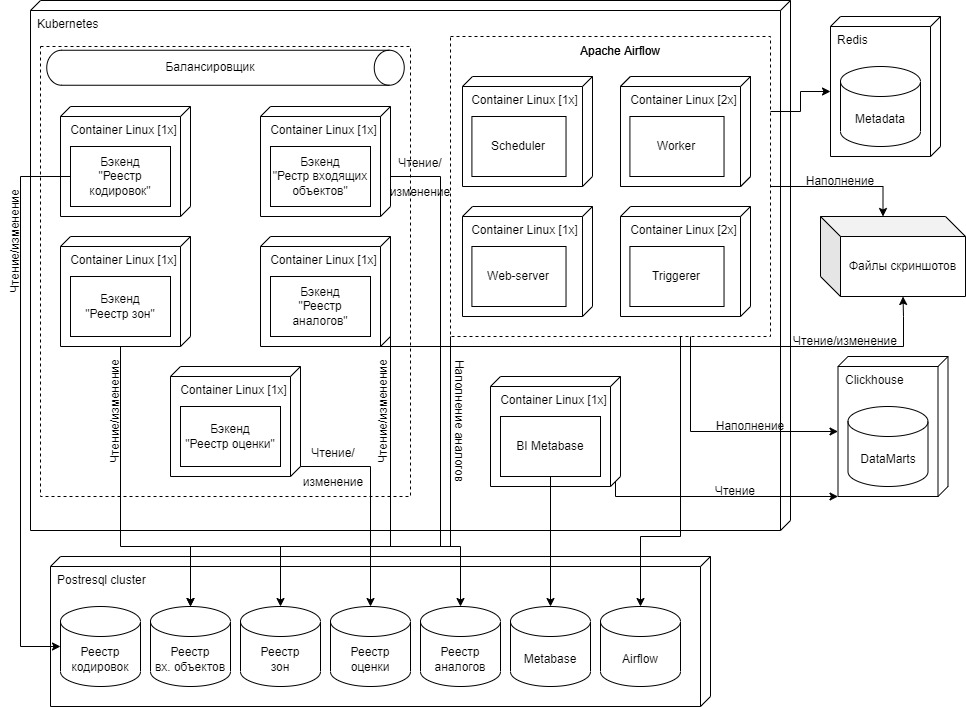 Kubernetes
Балансировщик
Container Linux [1x]
Бэкенд
"Реестр
кодировок"
Container Linux [1x]
Бэкенд
"Рестр входящих
объектов"
Чтение/
изменение
Чтение/изменение
Container Linux [1x]
Бэкенд
"Реестр зон"
Container Linux [1x]
Бэкенд
"Реестр
аналогов"
Чтение/изменение
Container Linux [1x]
Бэкенд
"Реестр оценки"
Чтение/
изменение
Чтение/изменение
Наполнение аналогов
Apache Airflow
Container Linux [1x]
Scheduler
Container Linux [2x]
Worker
Container Linux [1x]
Web-server
Container Linux [2x]
Triggerer
Container Linux [1x]
BI Metabase
Redis
Metadata
Наполнение
Файлы скриншотов
Чтение/изменение
Clickhouse
DataMarts
Наполнение
Чтение
Postresql cluster
Реестр
кодировок
Реестр
вх. объектов
Реестр
зон
Реестр
оценки
Реестр
аналогов
Metabase
Airflow